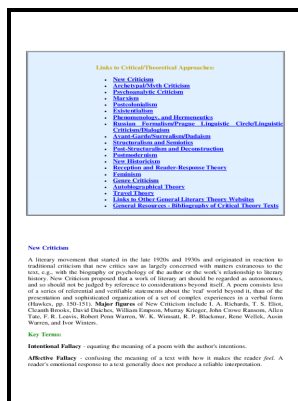 Links to Critical/Theoretical Approaches:
• New Criticism
• Archetypal/Myth Criticism
• Psychoanalytic Criticism
• Marxism
• Postcolonialism
• Existentialism
• Phenomenology, and Hermeneutics
• Russian Formalism/Prague Linguistic Circle/Linguistic
Criticism/Dialogism
• Avant-Garde/Surrealism/Dadaism
• Structuralism and Semiotics
• Post-Structuralism and Deconstruction
• Postmodernism
• New Historicism
• Reception and Reader-Response Theory
• Feminism
• Genre Criticism
• Autobiographical Theory
• Travel Theory
• Links to Other General Literary Theory Websites
• General Resources - Bibliography of Critical Theory Texts
New Criticism
A literary movement that started in the late 1920s and 1930s and originated in reaction to
traditional criticism that new critics saw as largely concerned with matters extraneous to the
text, e.g., with the biography or psychology of the author or the work's relationship to literary
history. New Criticism proposed that a work of literary art should be regarded as autonomous,
and so should not be judged by reference to considerations beyond itself. A poem consists less
of a series of referential and verifiable statements about the 'real' world beyond it, than of the
presentation and sophisticated organization of a set of complex experiences in a verbal form
(Hawkes, pp. 150-151). Major figures of New Criticism include I. A. Richards, T. S. Eliot,
Cleanth Brooks, David Daiches, William Empson, Murray Krieger, John Crowe Ransom, Allen
Tate, F. R. Leavis, Robert Penn Warren, W. K. Wimsatt, R. P. Blackmur, Rene Wellek, Austin
Warren, and Ivor Winters.
Key Terms:
Intentional Fallacy - equating the meaning of a poem with the author's intentions.
Affective Fallacy - confusing the meaning of a text with how it makes the reader feel. A
reader's emotional response to a text generally does not produce a reliable interpretation.